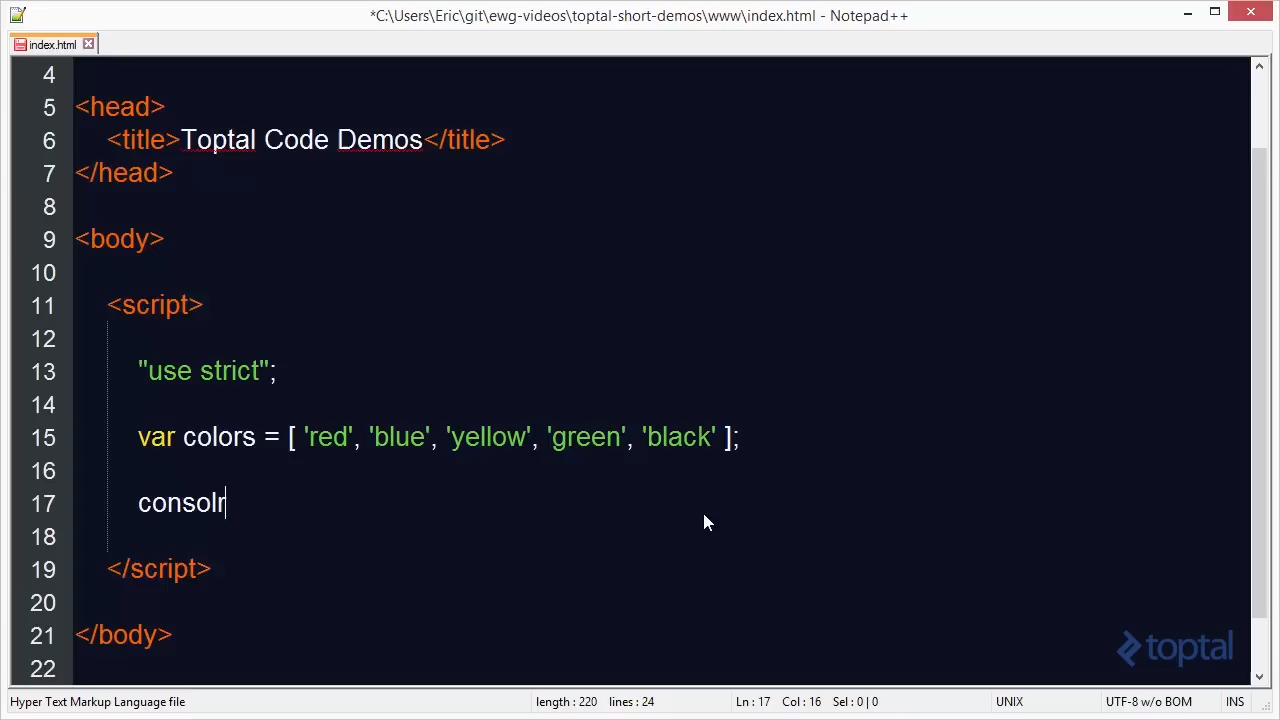 *C:\Users\Eric\git\ewg-videos\toptal-short-demos\www\index.html - Notepad++
index.html
4
5 <head>
6 <title>Toptal Code Demos</title>
7 </head>
8
9 <body>
10
11 <script>
12
13 "use strict";
14
15 var colors = [ 'red', 'blue', 'yellow', 'green', 'black' ];
16
17 consolr
18
19 </script>
20
21 </body>
22
toptal
Hyper Text Markup Language file length : 220 lines : 24 Ln : 17 Col : 16 Sel : 0 | 0 UNIX UTF-8 w/o BOM INS